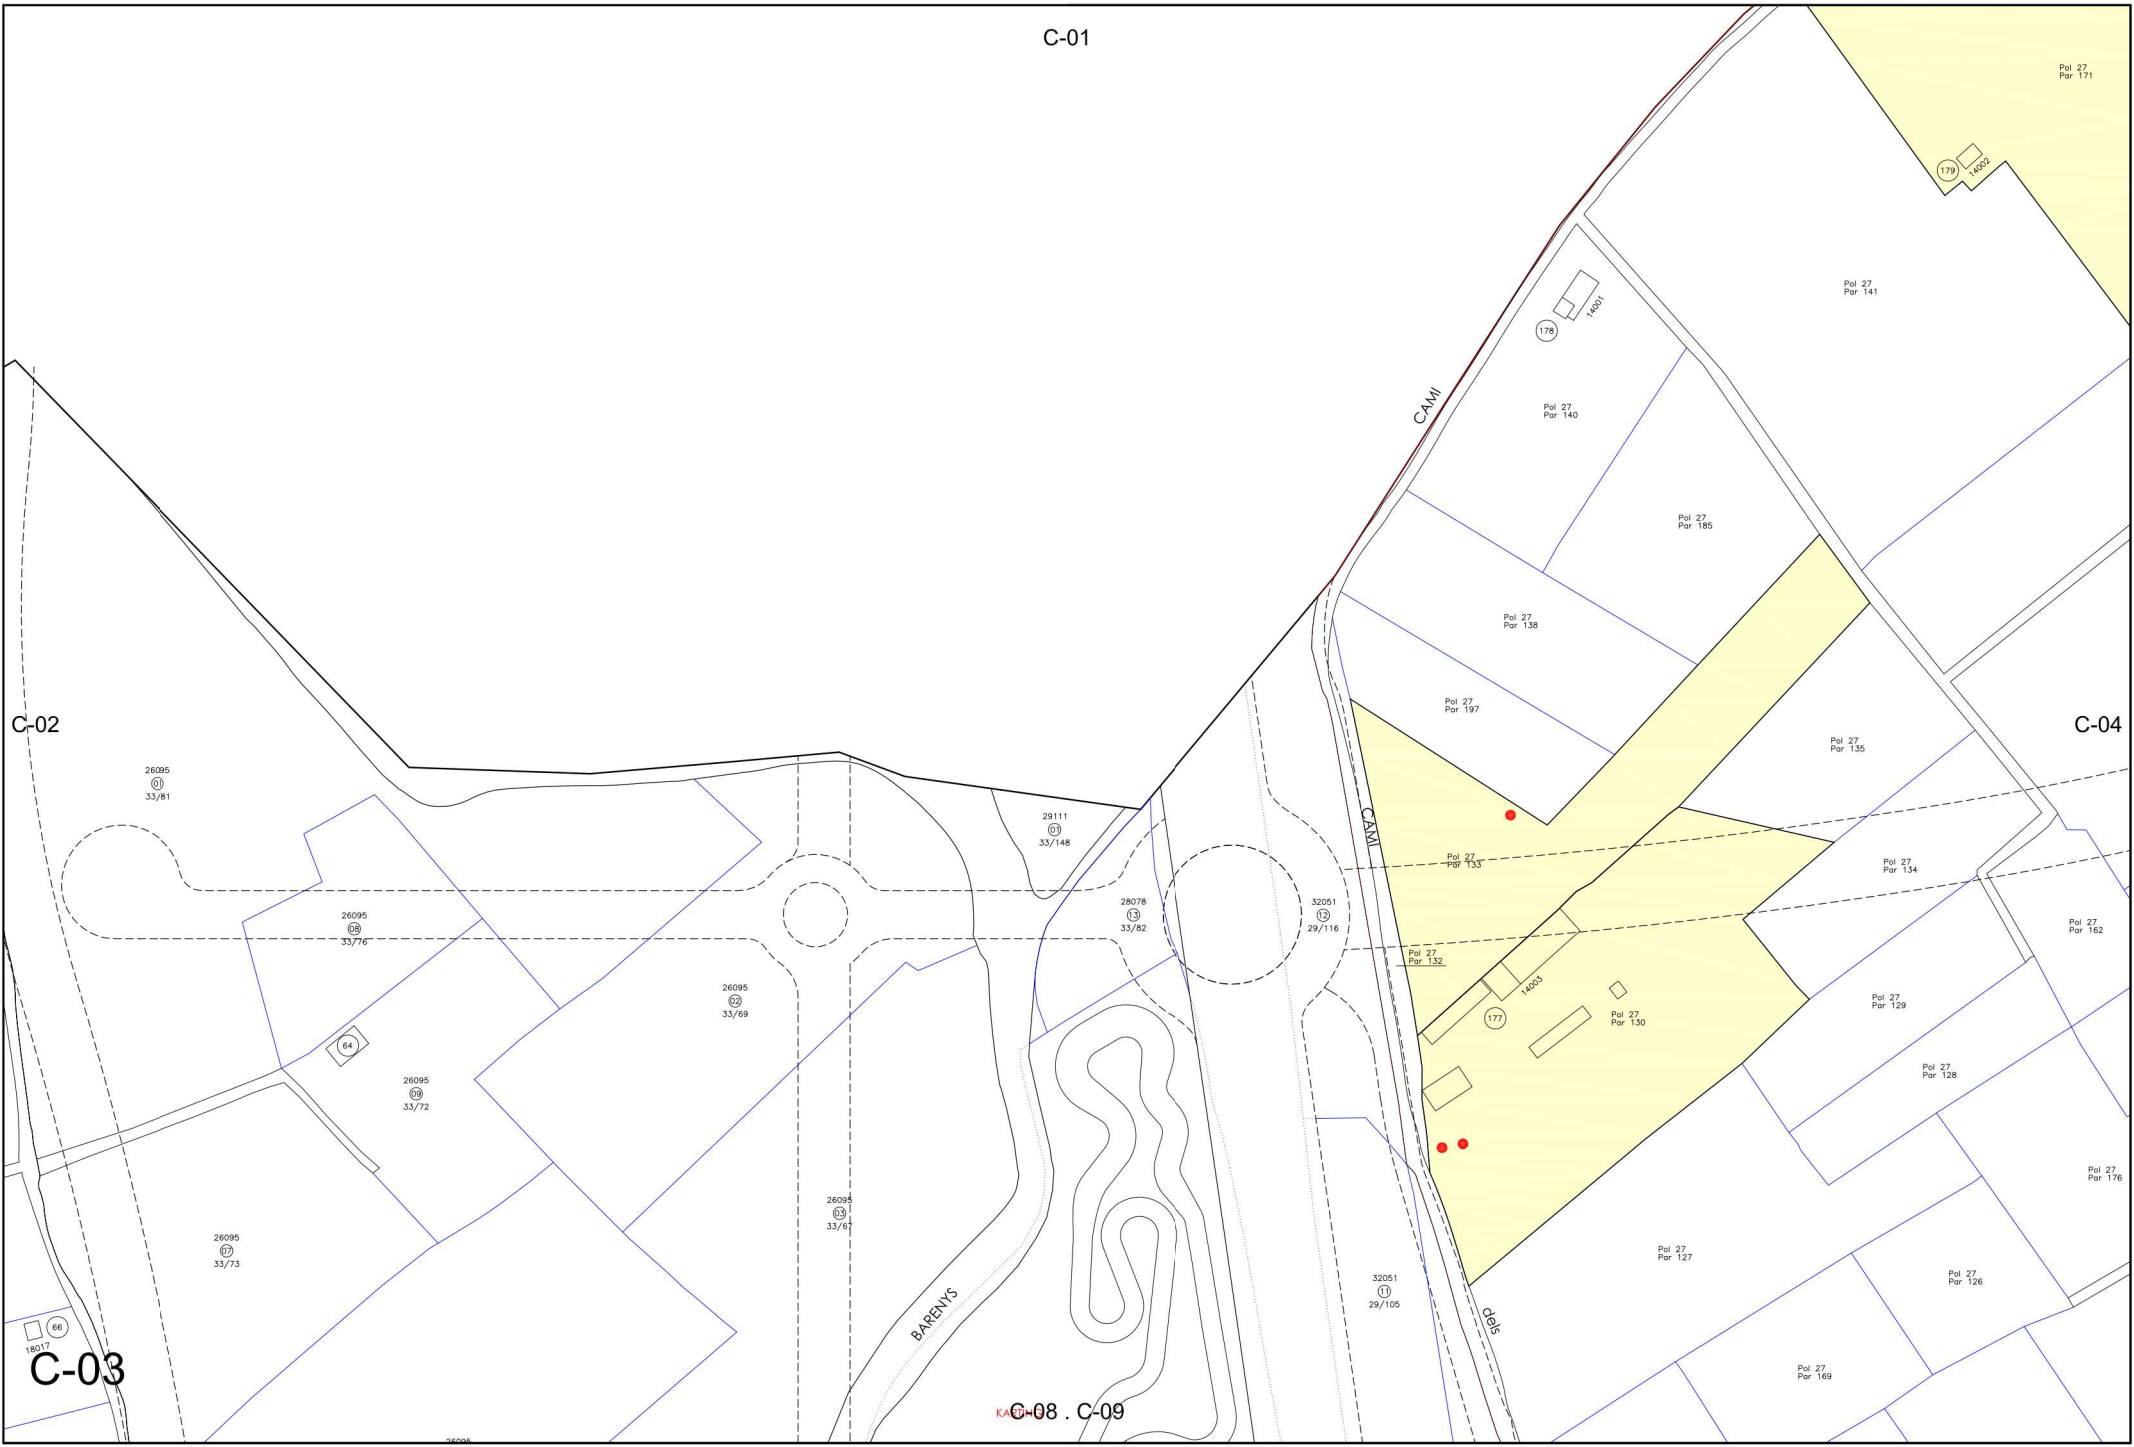 C-01
Pol 27
Par 171
179
14002
Pol 27
Par 141
14001
178
CAMI
Pol 27
Par 140
Pol 27
Par 185
Pol 27
Par 138
Pol 27
Par 197
C-02
C-04
Pol 27
Par 135
26095
01
33/81
29111
01
33/148
CAMI
Pol 27
Par 133
Pol 27
Par 134
26095
08
33/76
28078
13
33/82
32051
12
29/116
Pol 27
Par 162
Pol 27
Par 132
14003
26095
02
33/69
Pol 27
Par 129
177
Pol 27
Par 130
64
26095
09
33/72
Pol 27
Par 128
Pol 27
Par 176
26095
03
33/67
26095
07
33/73
Pol 27
Par 127
32051
11
29/105
Pol 27
Par 126
BARENYS
dels
66
18017
C-03
Pol 27
Par 169
KARTING
C-08 . C-09
26095